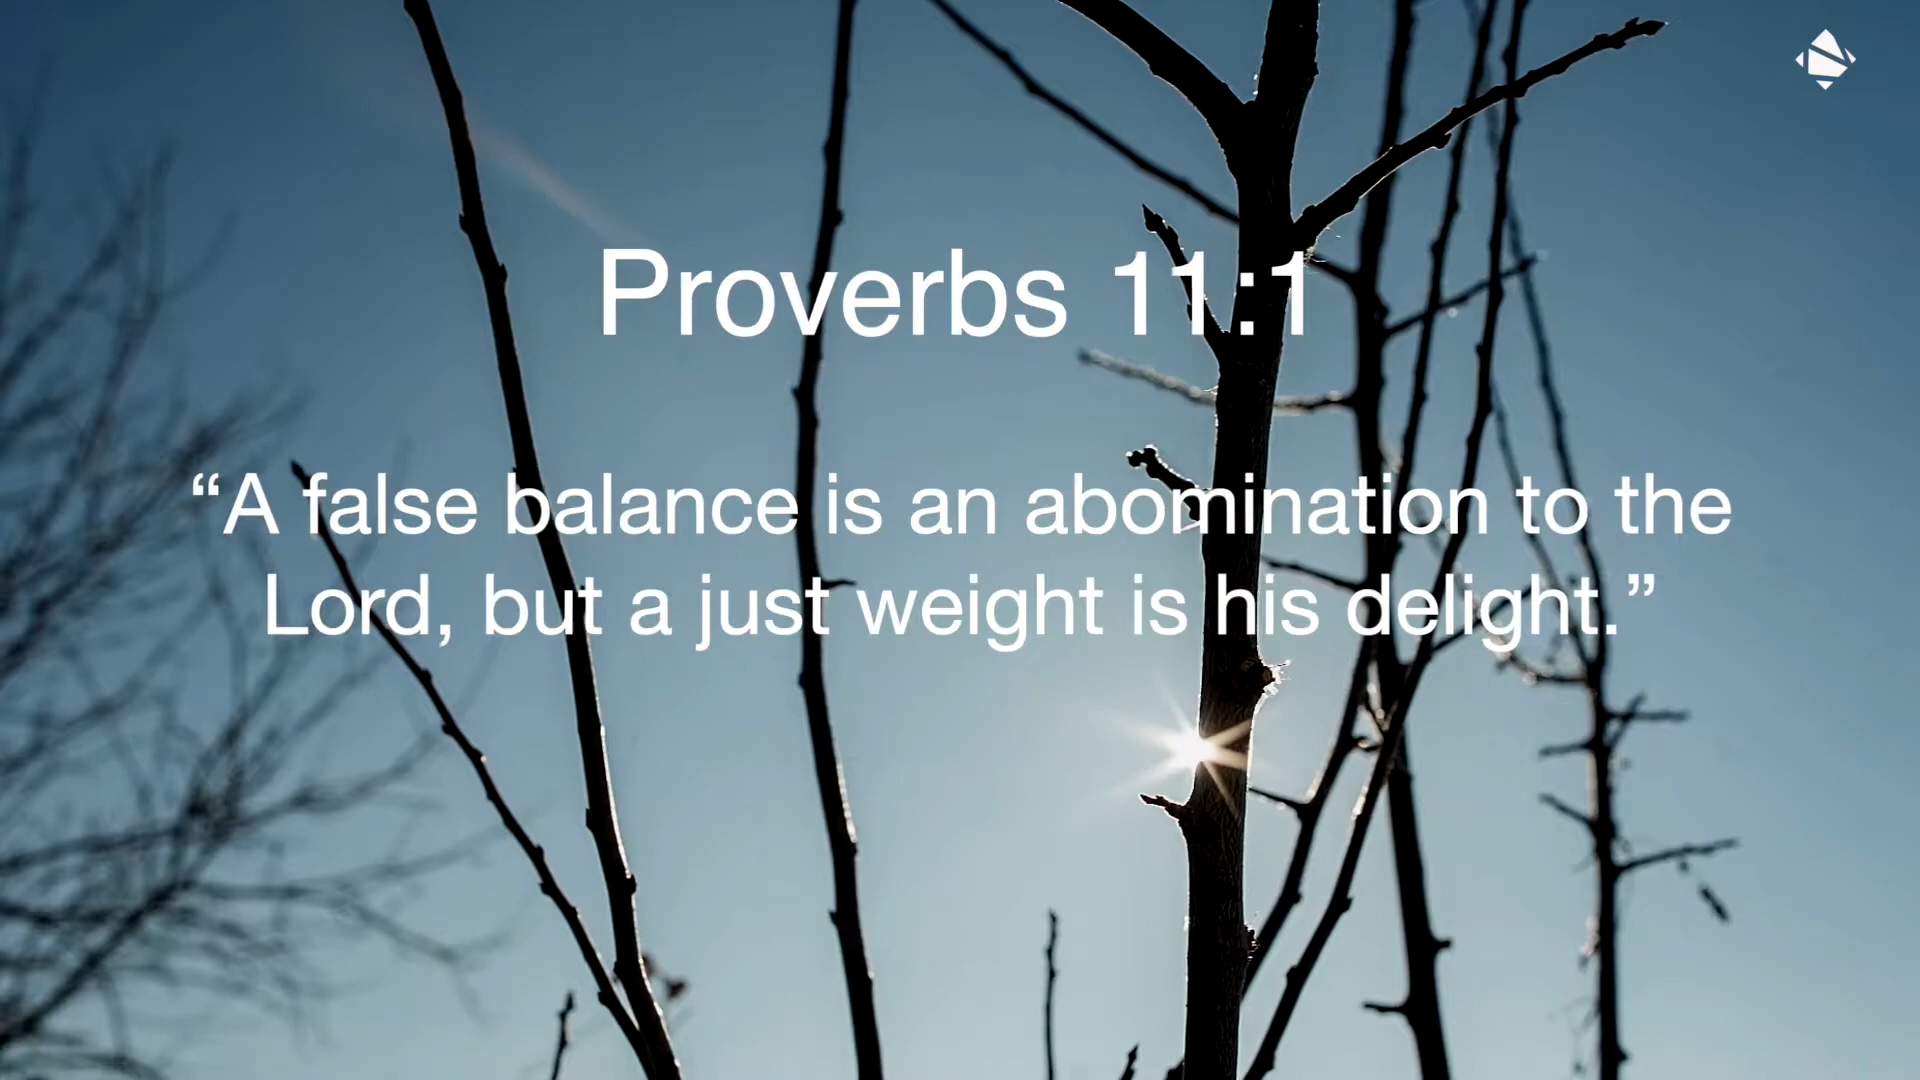 Proverbs 11:1
“A false balance is an abomination to the
Lord, but a just weight is his delight.”